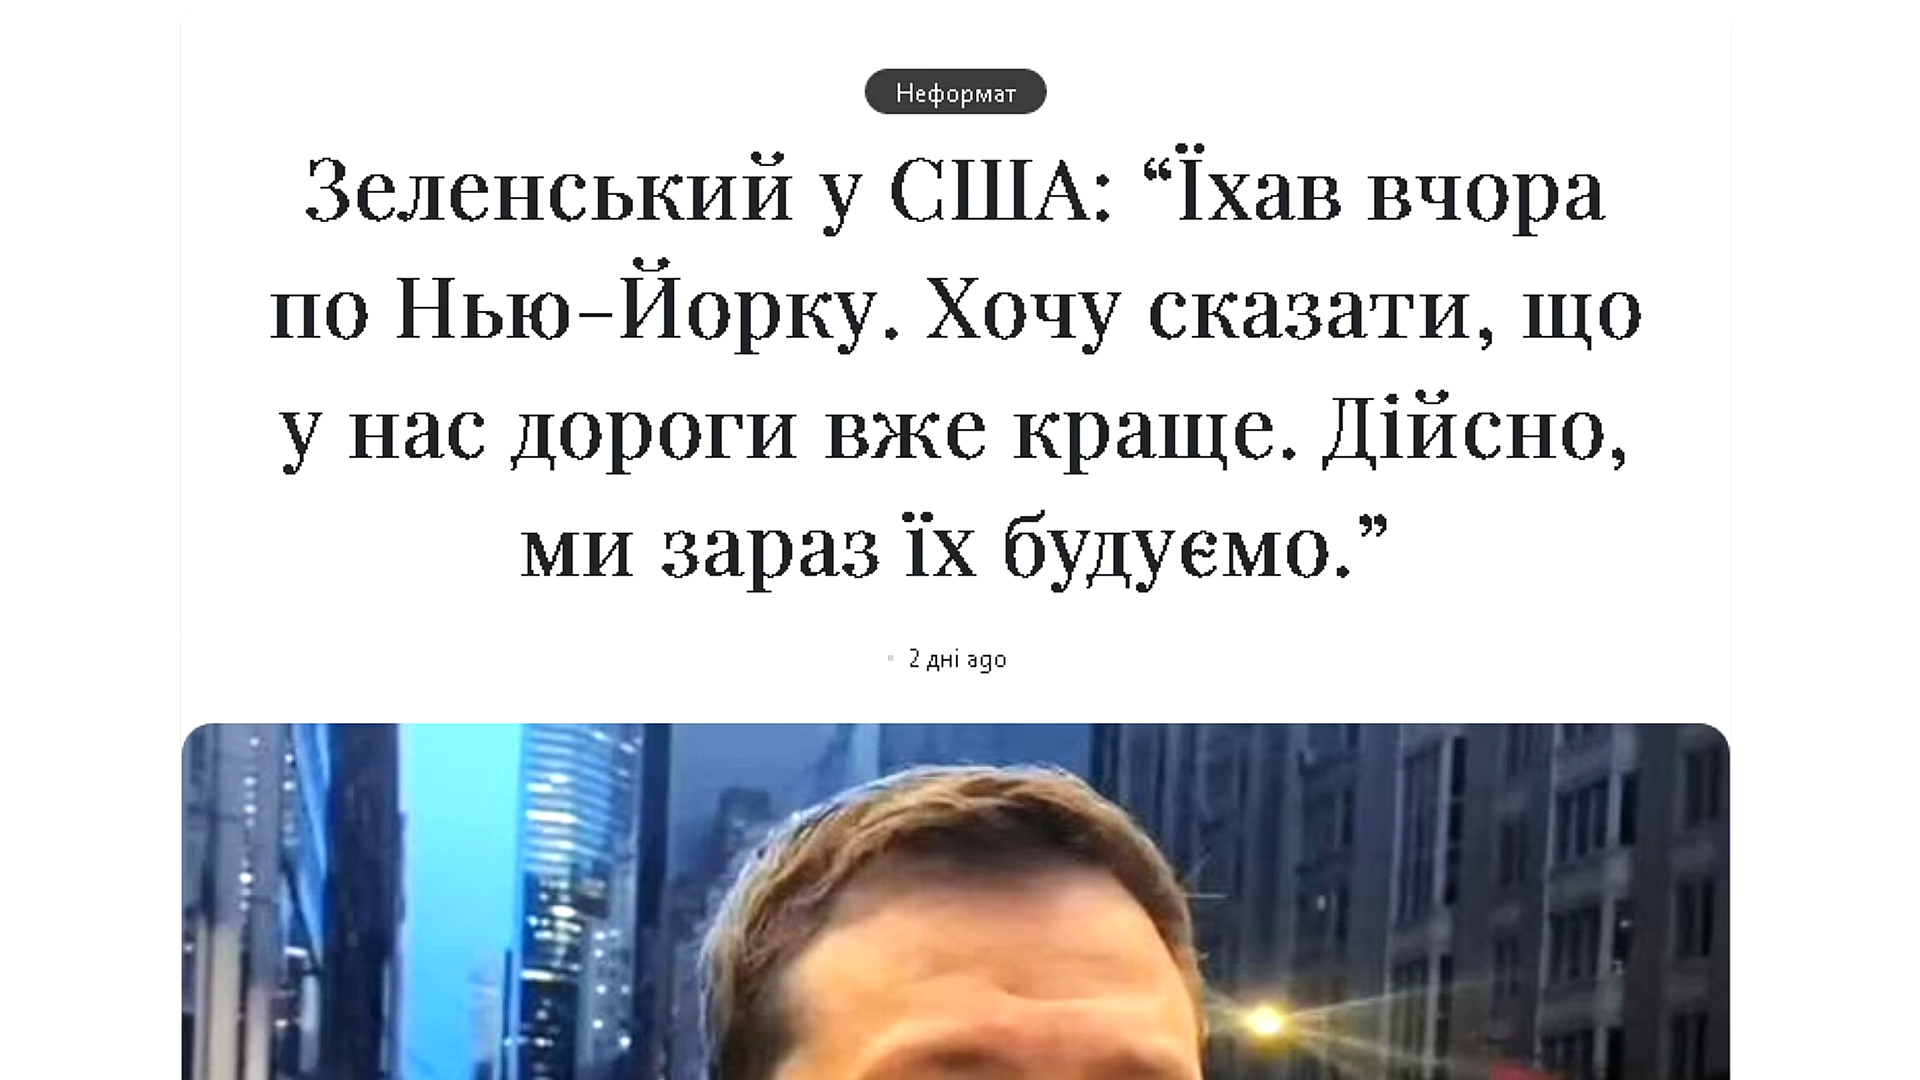 Неформат
Зеленський у США: “Їхав вчора
по Нью-Йорку. Хочу сказати, що
у нас дороги вже краще. Дійсно,
ми зараз їх будуємо.”
2 дні ago